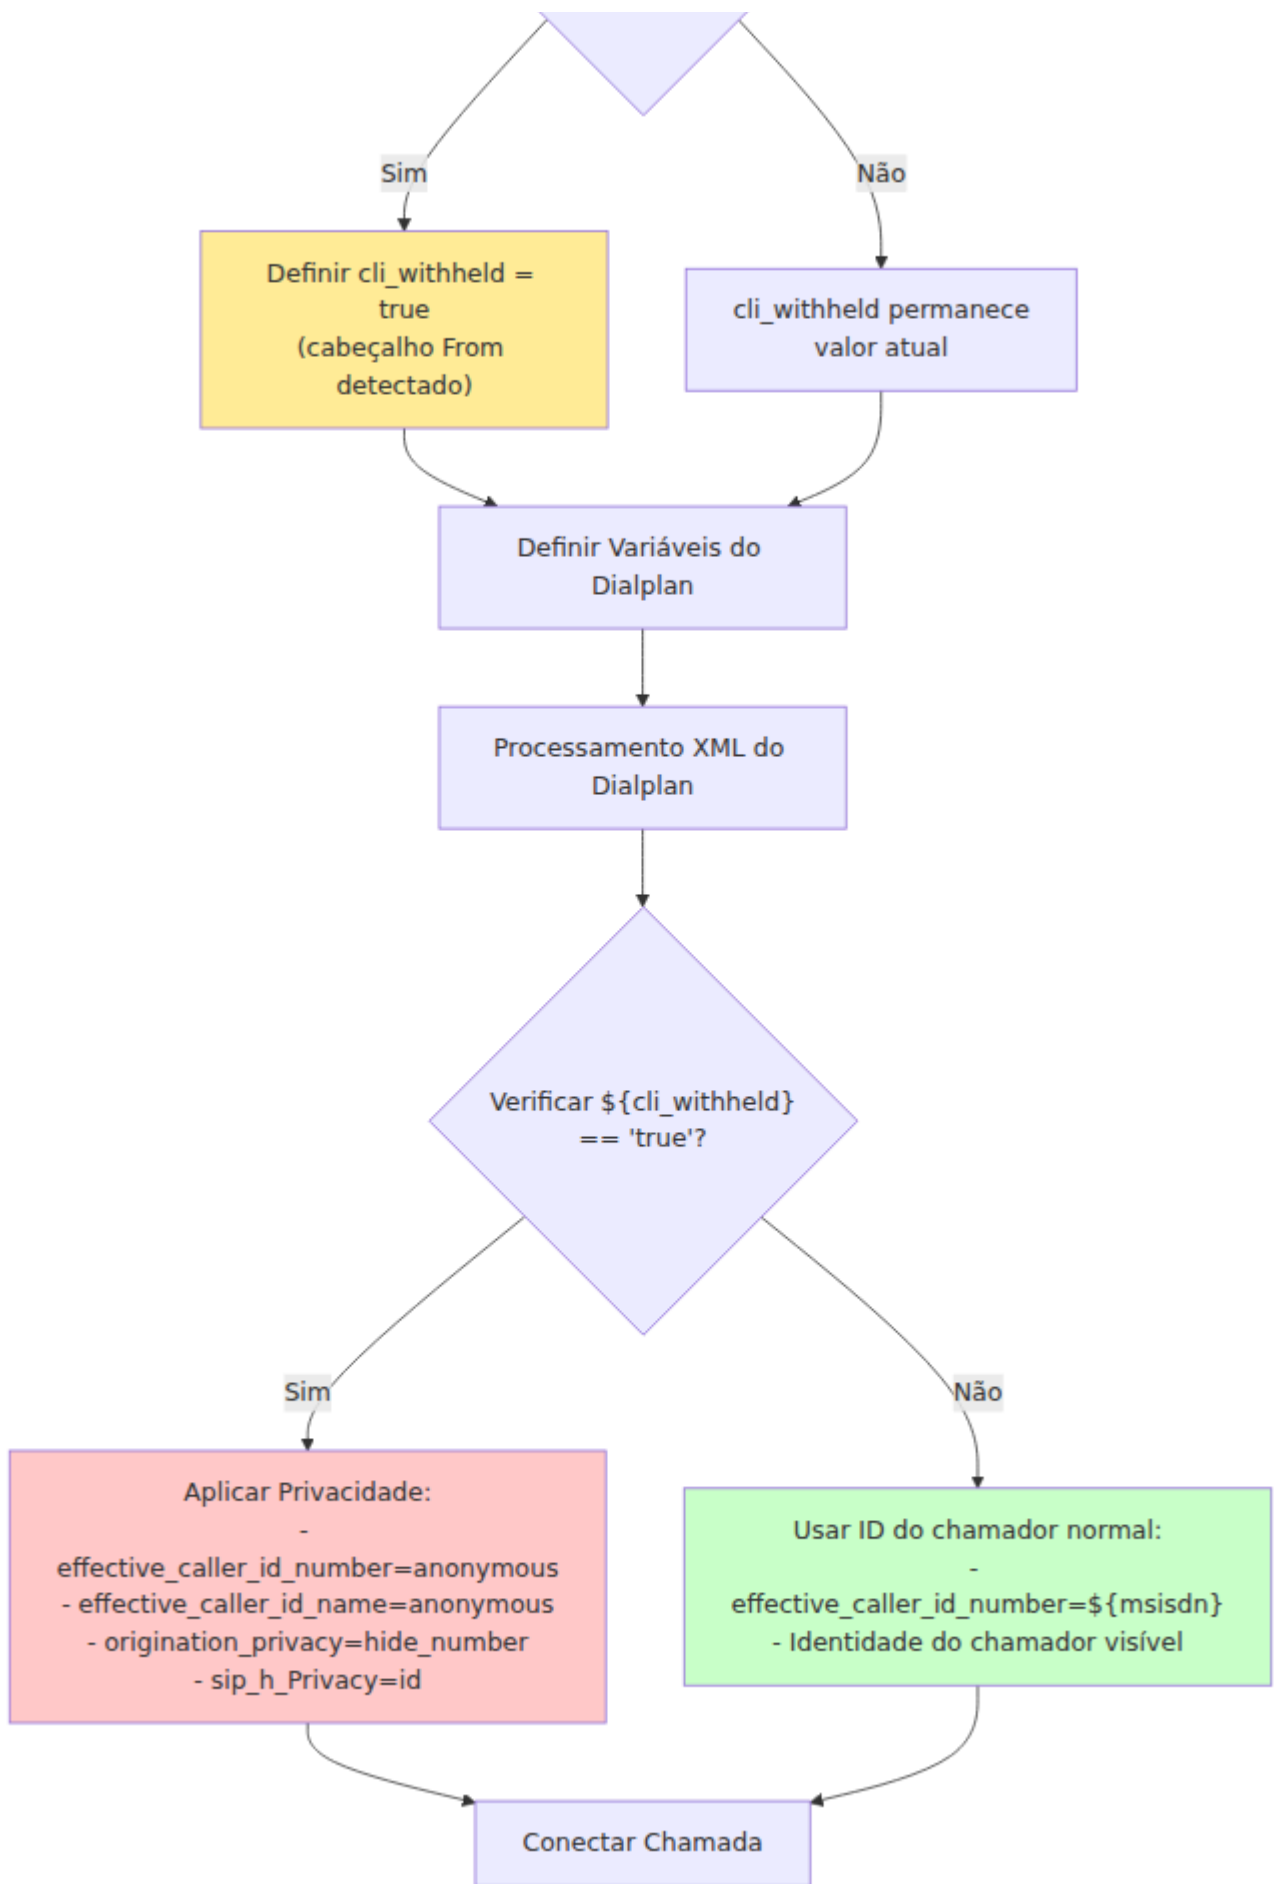 Sim
Não
Definir cli_withheld =
true
(cabeçalho From
detectado)
cli_withheld permanece
valor atual
Definir Variáveis do
Dialplan
Processamento XML do
Dialplan
Verificar ${cli_withheld}
== 'true'?
Sim
Não
Aplicar Privacidade:
-
effective_caller_id_number=anonymous
- effective_caller_id_name=anonymous
- origination_privacy=hide_number
- sip_h_Privacy=id
Usar ID do chamador normal:
-
effective_caller_id_number=${msisdn}
- Identidade do chamador visível
Conectar Chamada